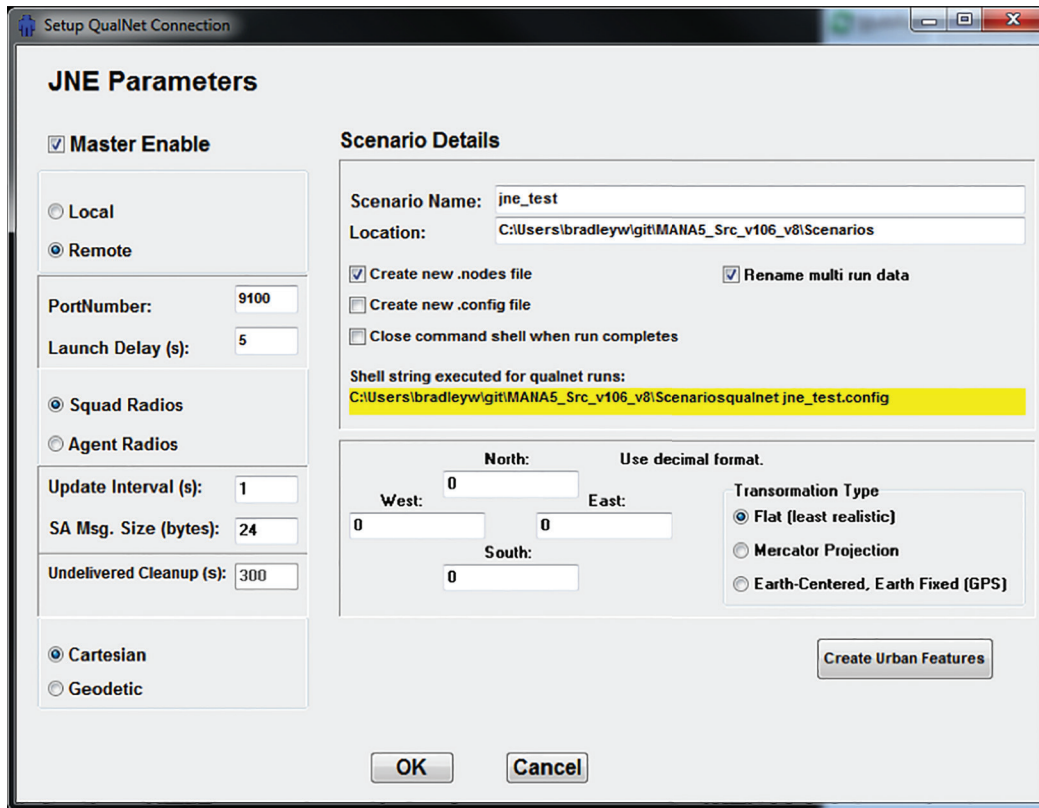 Setup QualNet Connection
JNE Parameters
Master Enable
Local
Remote
PortNumber: 9100
Launch Delay (s): 5
Squad Radios
Agent Radios
Update Interval (s): 1
SA Msg. Size (bytes): 24
Undelivered Cleanup (s): 300
Cartesian
Geodetic
Scenario Details
Scenario Name: jne_test
Location: C:\Users\bradleyw\git\MANA5_Src_v106_v8\Scenarios
Create new .nodes file
Rename multi run data
Create new .config file
Close command shell when run completes
Shell string executed for qualnet runs:
C:\Users\bradleyw\git\MANA5_Src_v106_v8\Scenariosqualnet jne_test.config
North: Use decimal format.
0
West: East:
0 0
South:
0
Transormation Type
Flat (least realistic)
Mercator Projection
Earth-Centered, Earth Fixed (GPS)
Create Urban Features
OK Cancel